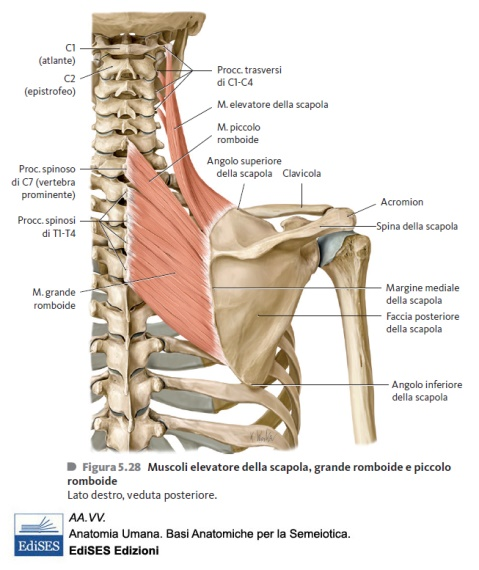 C1
(atlante)
C2
(epistrofeo)
Procc. trasversi
di C1-C4
M. elevatore della scapola
M. piccolo
romboide
Angolo superiore
della scapola
Clavicola
Proc. spinoso
di C7 (vertebra
prominente)
Acromion
Spina della scapola
Procc. spinosi
di T1-T4
M. grande
romboide
Margine mediale
della scapola
Faccia posteriore
della scapola
Angolo inferiore
della scapola
Figura 5.28 Muscoli elevatore della scapola, grande romboide e piccolo
romboide
Lato destro, veduta posteriore.
AA.VV.
Anatomia Umana. Basi Anatomiche per la Semeiotica.
EdiSES Edizioni
EdiSES